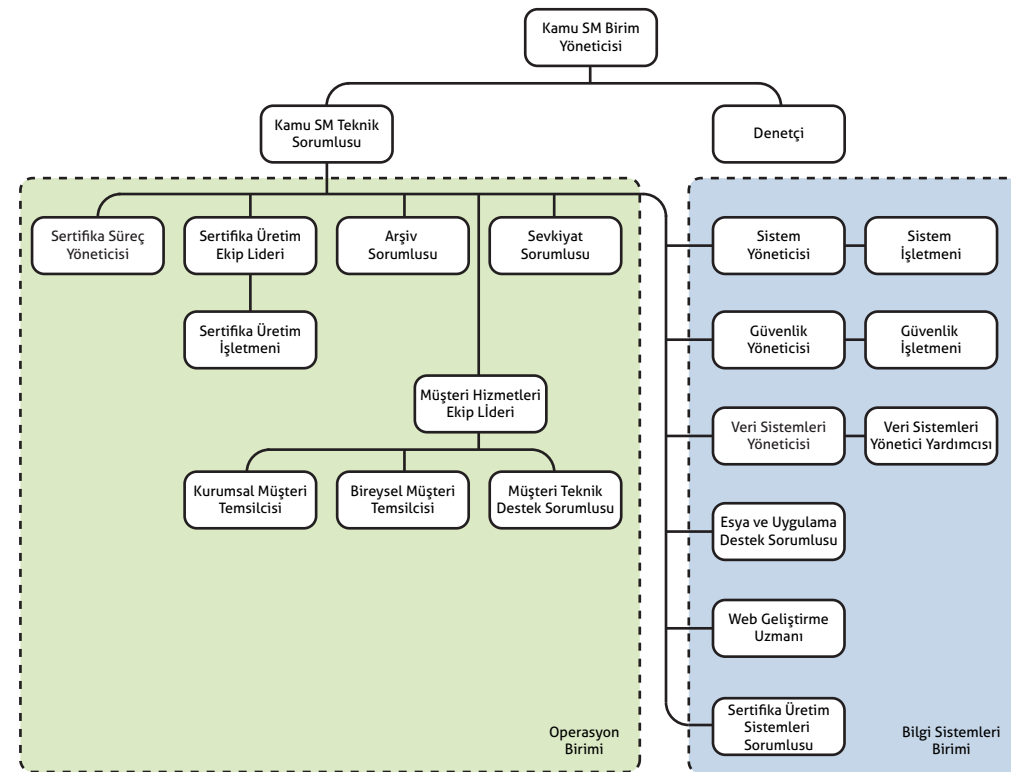 Kamu SM Birim
Yöneticisi
Kamu SM Teknik
Sorumlusu
Denetçi
Sertifika Süreç
Yöneticisi
Sertifika Üretim
Ekip Lideri
Arşiv
Sorumlusu
Sevkiyat
Sorumlusu
Sistem
Yöneticisi
Sistem
İşletmeni
Sertifika Üretim
İşletmeni
Güvenlik
Yöneticisi
Güvenlik
İşletmeni
Müşteri Hizmetleri
Ekip Lİderi
Veri Sistemleri
Yöneticisi
Veri Sistemleri
Yönetici Yardımcısı
Kurumsal Müşteri
Temsilcisi
Bireysel Müşteri
Temsilcisi
Müşteri Teknik
Destek Sorumlusu
Esya ve Uygulama
Destek Sorumlusu
Web Geliştirme
Uzmanı
Sertifika Üretim
Sistemleri
Sorumlusu
Operasyon
Birimi
Bilgi Sistemleri
Birimi